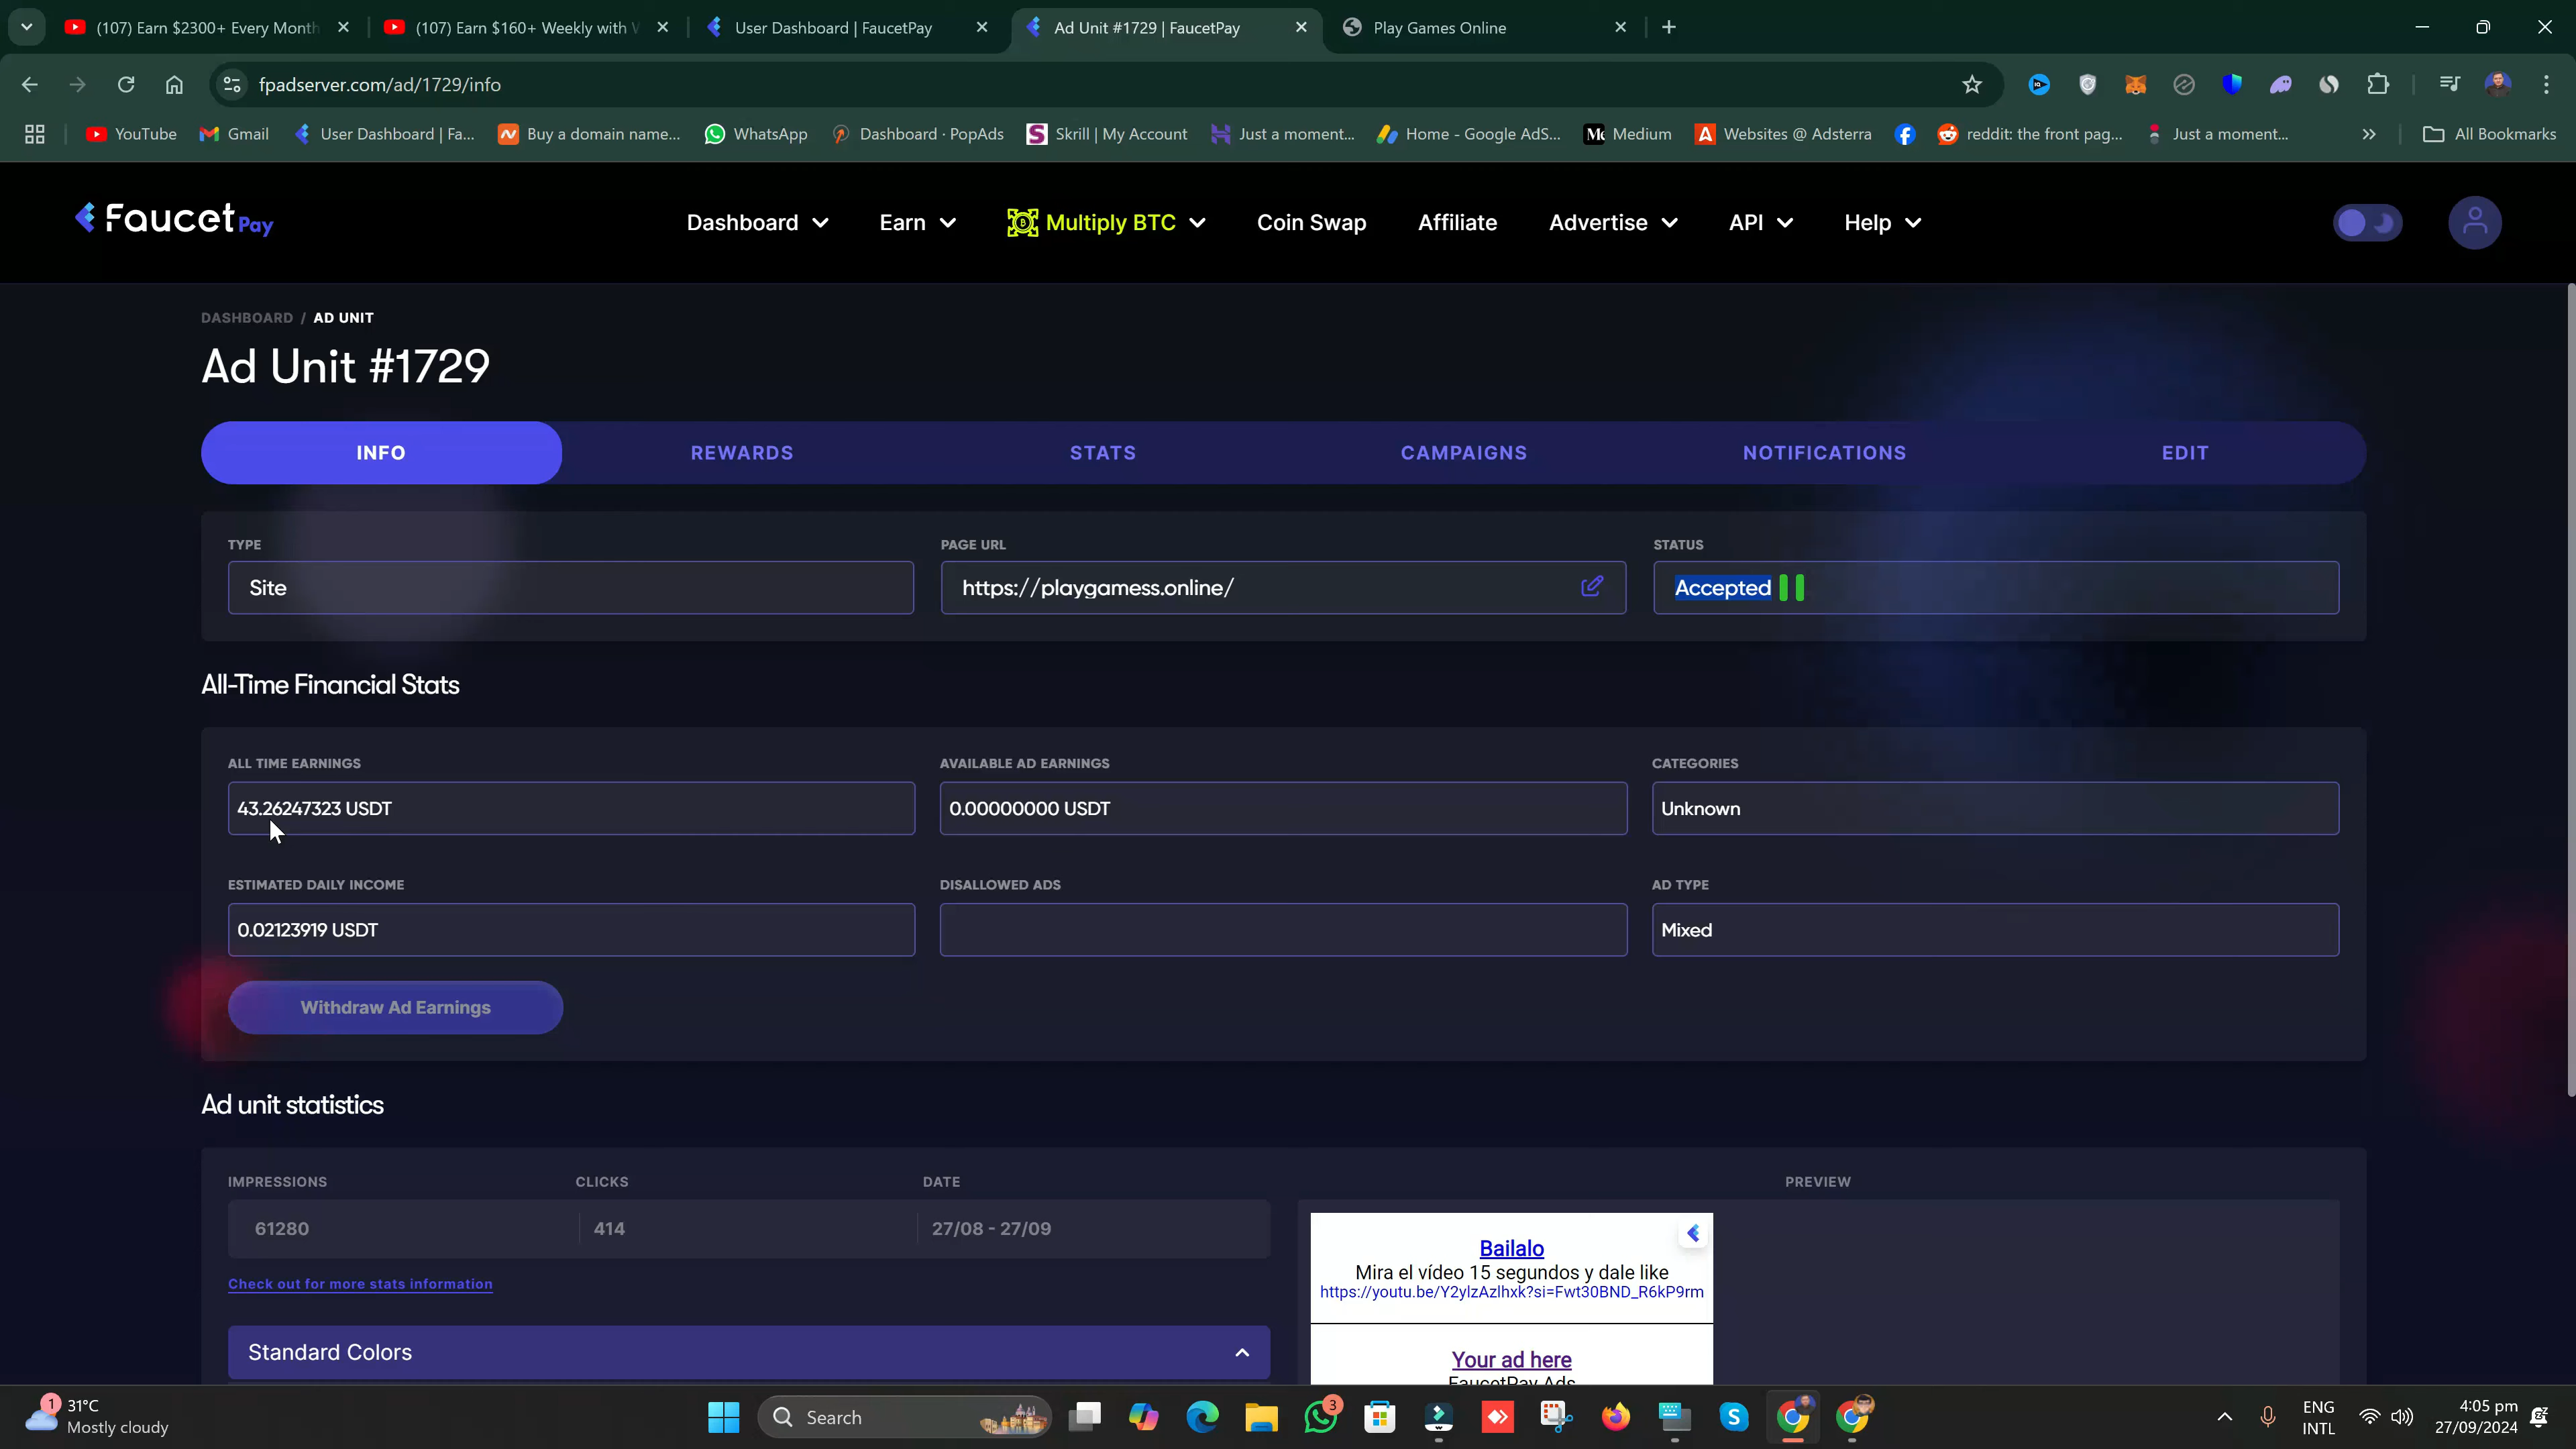 (107) Earn $2300+ Every Month
(107) Earn $160+ Weekly with
User Dashboard | FaucetPay
Ad Unit #1729 | FaucetPay
Play Games Online
fpadserver.com/ad/1729/info
YouTube
Gmail
User Dashboard | Fa...
Buy a domain name...
WhatsApp
Dashboard · PopAds
Skrill | My Account
Just a moment...
Home - Google AdS...
Medium
Websites @ Adsterra
reddit: the front pag...
Just a moment...
All Bookmarks
FaucetPay
Dashboard
Earn
Multiply BTC
Coin Swap
Affiliate
Advertise
API
Help
DASHBOARD / AD UNIT
Ad Unit #1729
INFO
REWARDS
STATS
CAMPAIGNS
NOTIFICATIONS
EDIT
TYPE
Site
PAGE URL
https://playgamess.online/
STATUS
Accepted
All-Time Financial Stats
ALL TIME EARNINGS
43.26247323 USDT
AVAILABLE AD EARNINGS
0.00000000 USDT
CATEGORIES
Unknown
ESTIMATED DAILY INCOME
0.02123919 USDT
DISALLOWED ADS
AD TYPE
Mixed
Withdraw Ad Earnings
Ad unit statistics
IMPRESSIONS
CLICKS
DATE
61280
414
27/08 - 27/09
Check out for more stats information
Standard Colors
PREVIEW
Bailalo
Mira el vídeo 15 segundos y dale like
https://youtu.be/Y2ylzAzlhxk?si=Fwt30BND_R6kP9rm
Your ad here
FaucetPay Ads
1
31°C
Mostly cloudy
Search
3
ENG
INTL
4:05 pm
27/09/2024